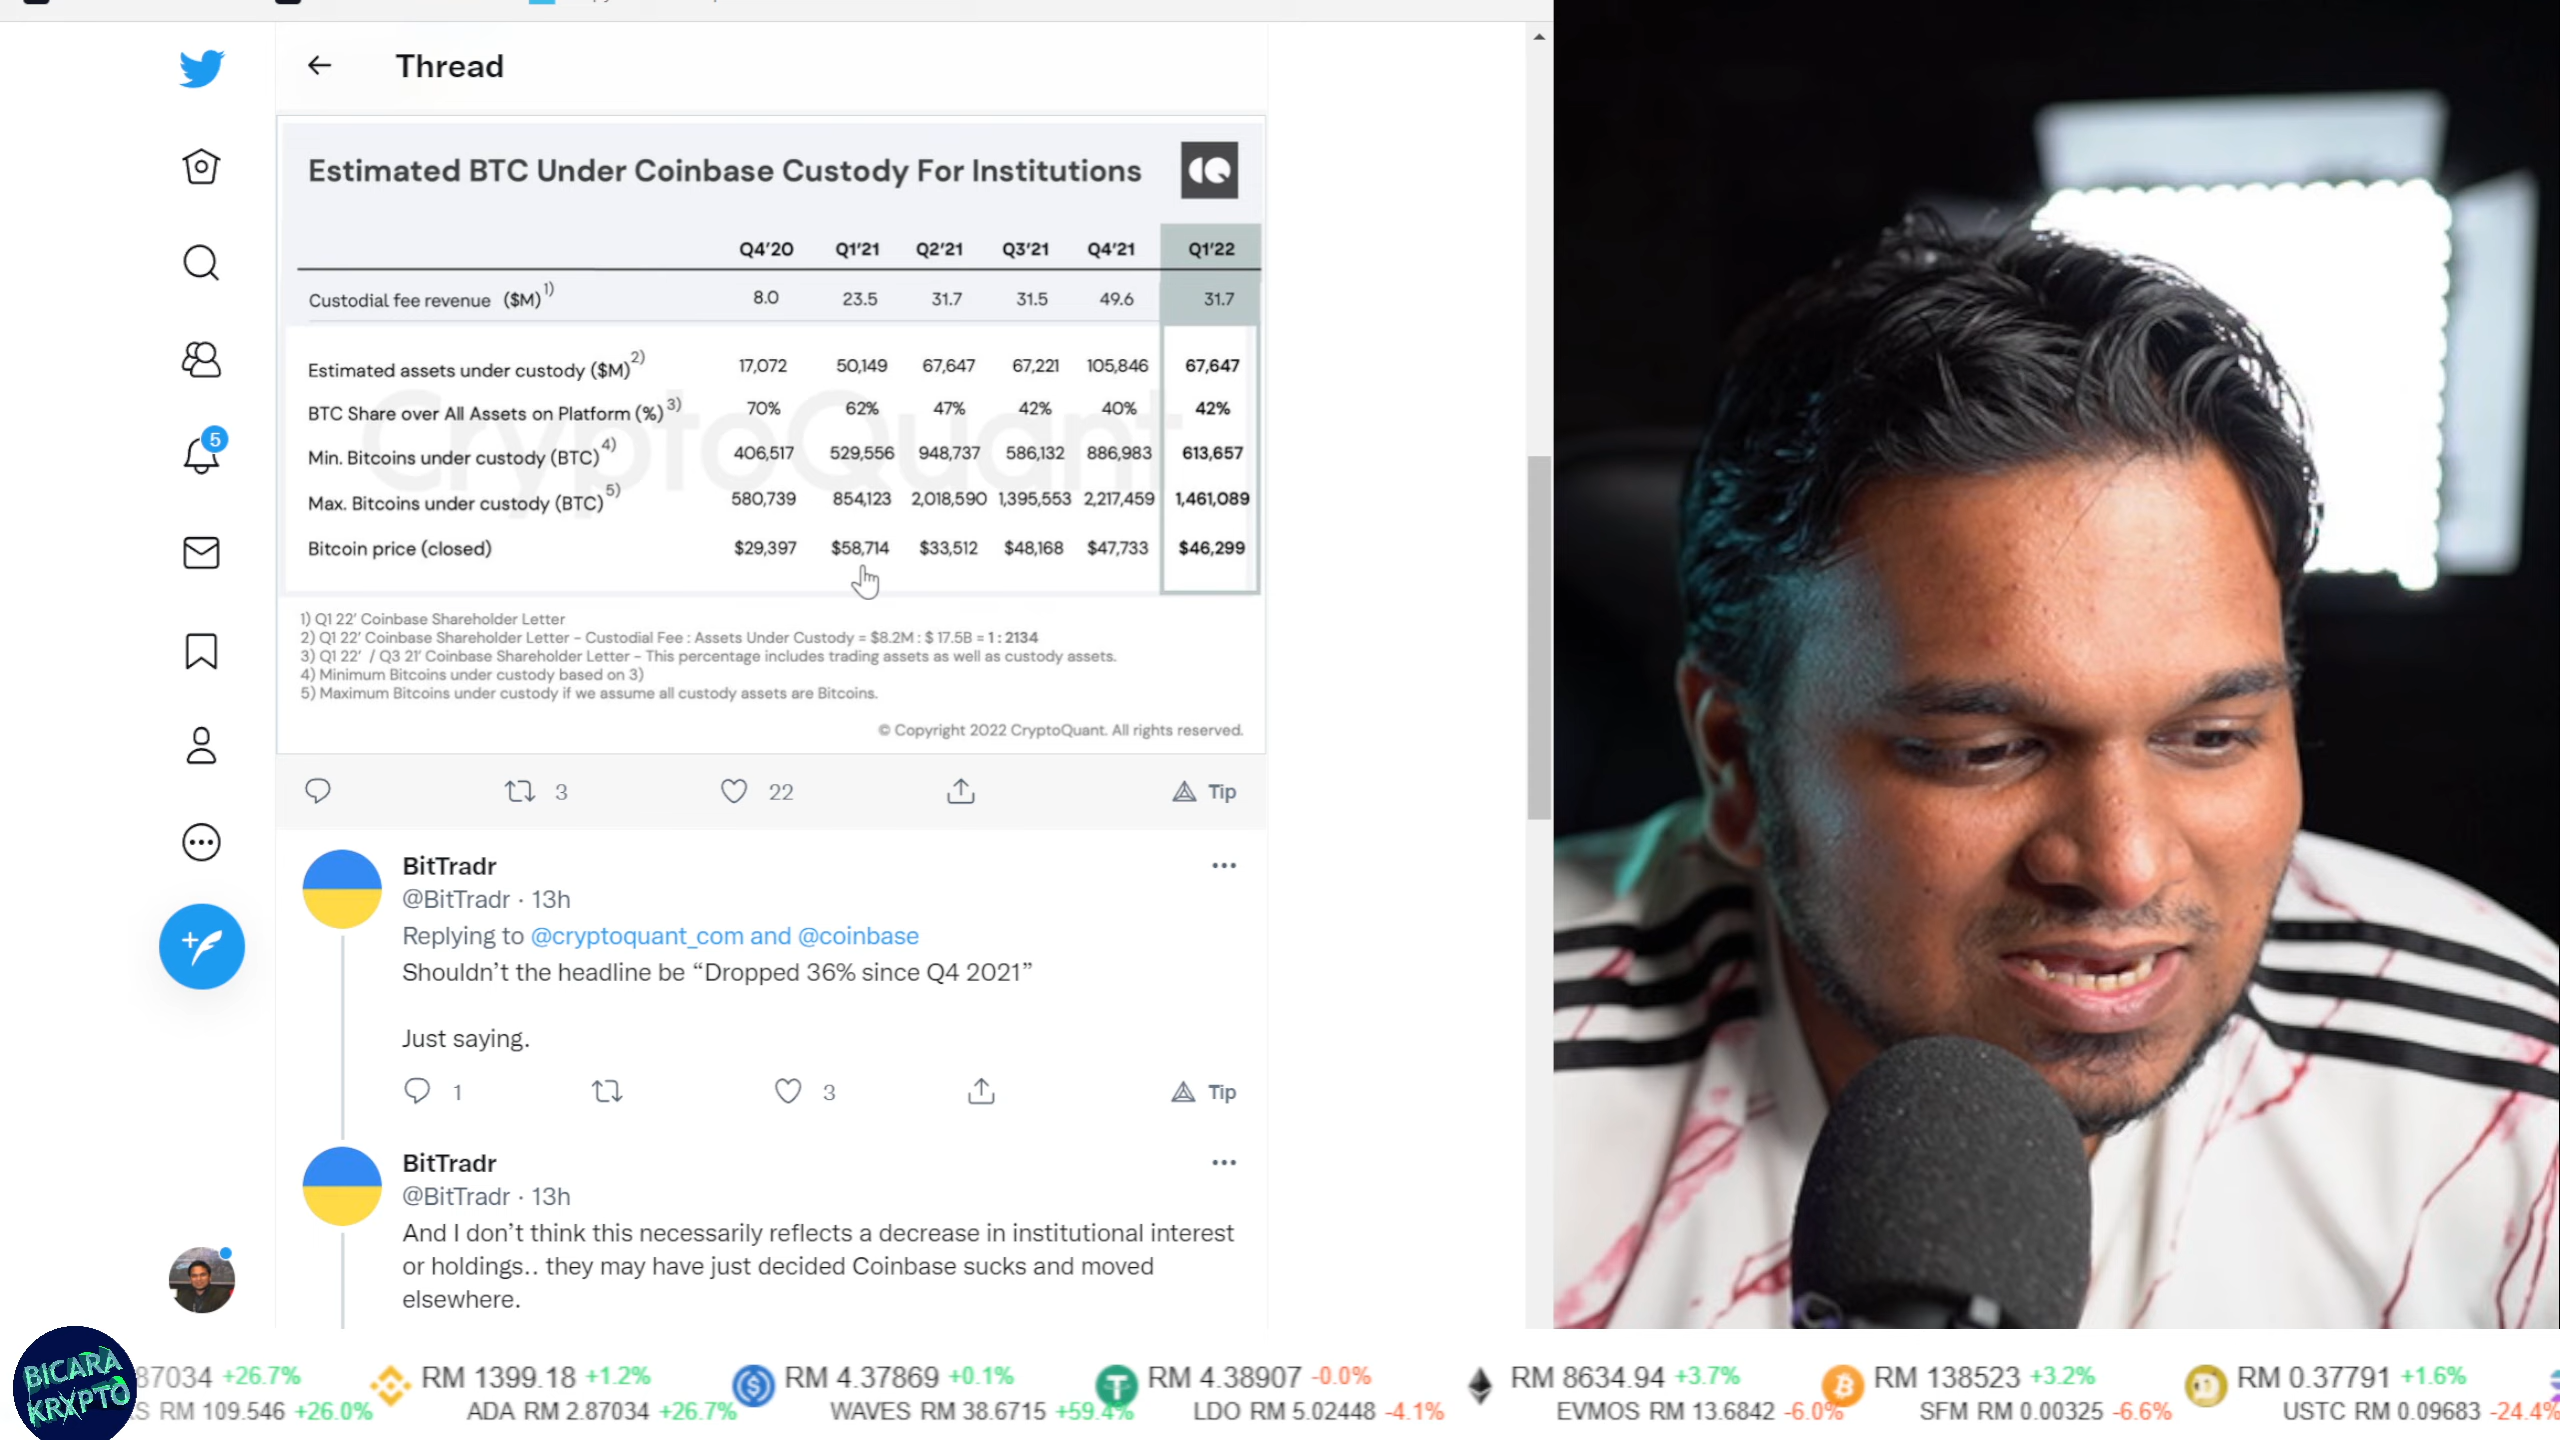 Thread
Estimated BTC Under Coinbase Custody For Institutions
Q4'20 Q1'21 Q2'21 Q3'21 Q4'21 Q1'22
Custodial fee revenue ($M) 1) 8.0 23.5 31.7 31.5 49.6 31.7
Estimated assets under custody ($M) 2) 17,072 50,149 67,647 67,221 105,846 67,647
BTC Share over All Assets on Platform (%) 3) 70% 62% 47% 42% 40% 42%
Min. Bitcoins under custody (BTC) 4) 406,517 529,556 948,737 586,132 886,983 613,657
Max. Bitcoins under custody (BTC) 5) 580,739 854,123 2,018,590 1,395,553 2,217,459 1,461,089
Bitcoin price (closed) $29,397 $58,714 $33,512 $48,168 $47,733 $46,299
CryptoQuant
1) Q1 22' Coinbase Shareholder Letter
2) Q1 22' Coinbase Shareholder Letter - Custodial Fee : Assets Under Custody = $8.2M : $ 17.5B = 1 : 2134
3) Q1 22' / Q3 21' Coinbase Shareholder Letter - This percentage includes trading assets as well as custody assets.
4) Minimum Bitcoins under custody based on 3)
5) Maximum Bitcoins under custody if we assume all custody assets are Bitcoins.
© Copyright 2022 CryptoQuant. All rights reserved.
3 22 Tip
5
BitTradr
@BitTradr · 13h
Replying to @cryptoquant_com and @coinbase
Shouldn't the headline be “Dropped 36% since Q4 2021”
Just saying.
1 3 Tip
BitTradr
@BitTradr · 13h
And I don't think this necessarily reflects a decrease in institutional interest
or holdings.. they may have just decided Coinbase sucks and moved
elsewhere.
BICARA
KRXPTO
87034 +26.7% RM 1399.18 +1.2% RM 4.37869 +0.1% RM 4.38907 -0.0% RM 8634.94 +3.7% RM 138523 +3.2% RM 0.37791 +1.6%
S RM 109.546 +26.0% ADA RM 2.87034 +26.7% WAVES RM 38.6715 +59.4% LDO RM 5.02448 -4.1% EVMOS RM 13.6842 -6.0% SFM RM 0.00325 -6.6% USTC RM 0.09683 -24.4%